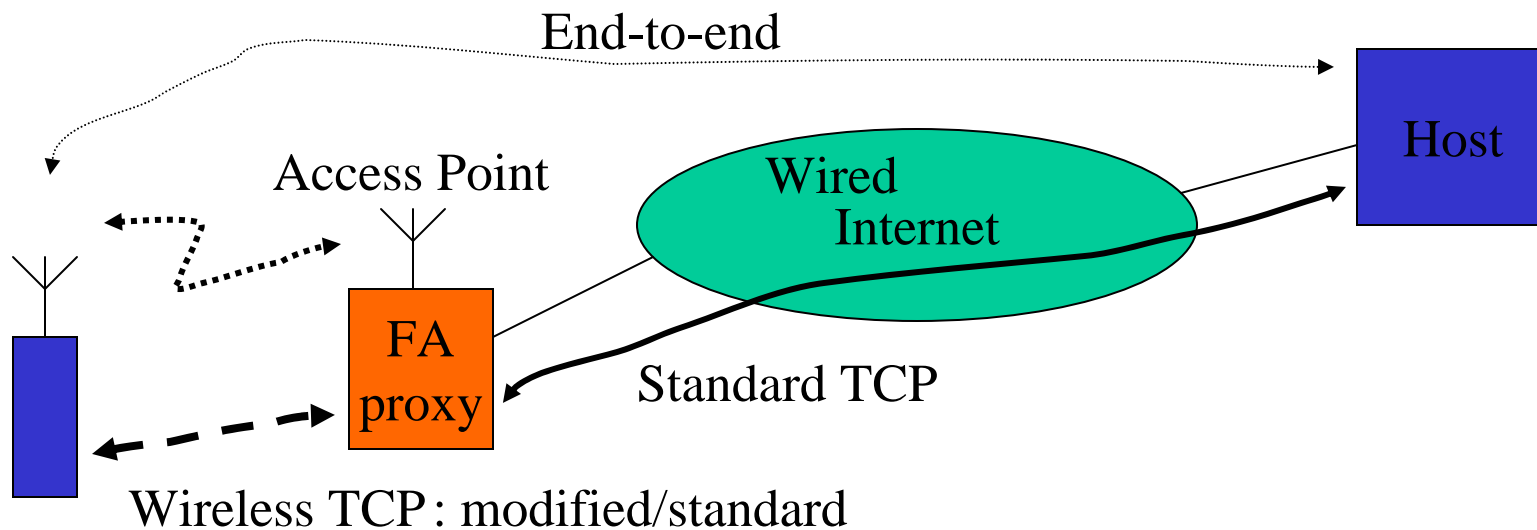 End-to-end
Host
Access Point
Wired
Internet
FA
proxy
Standard TCP
Wireless TCP : modified/standard